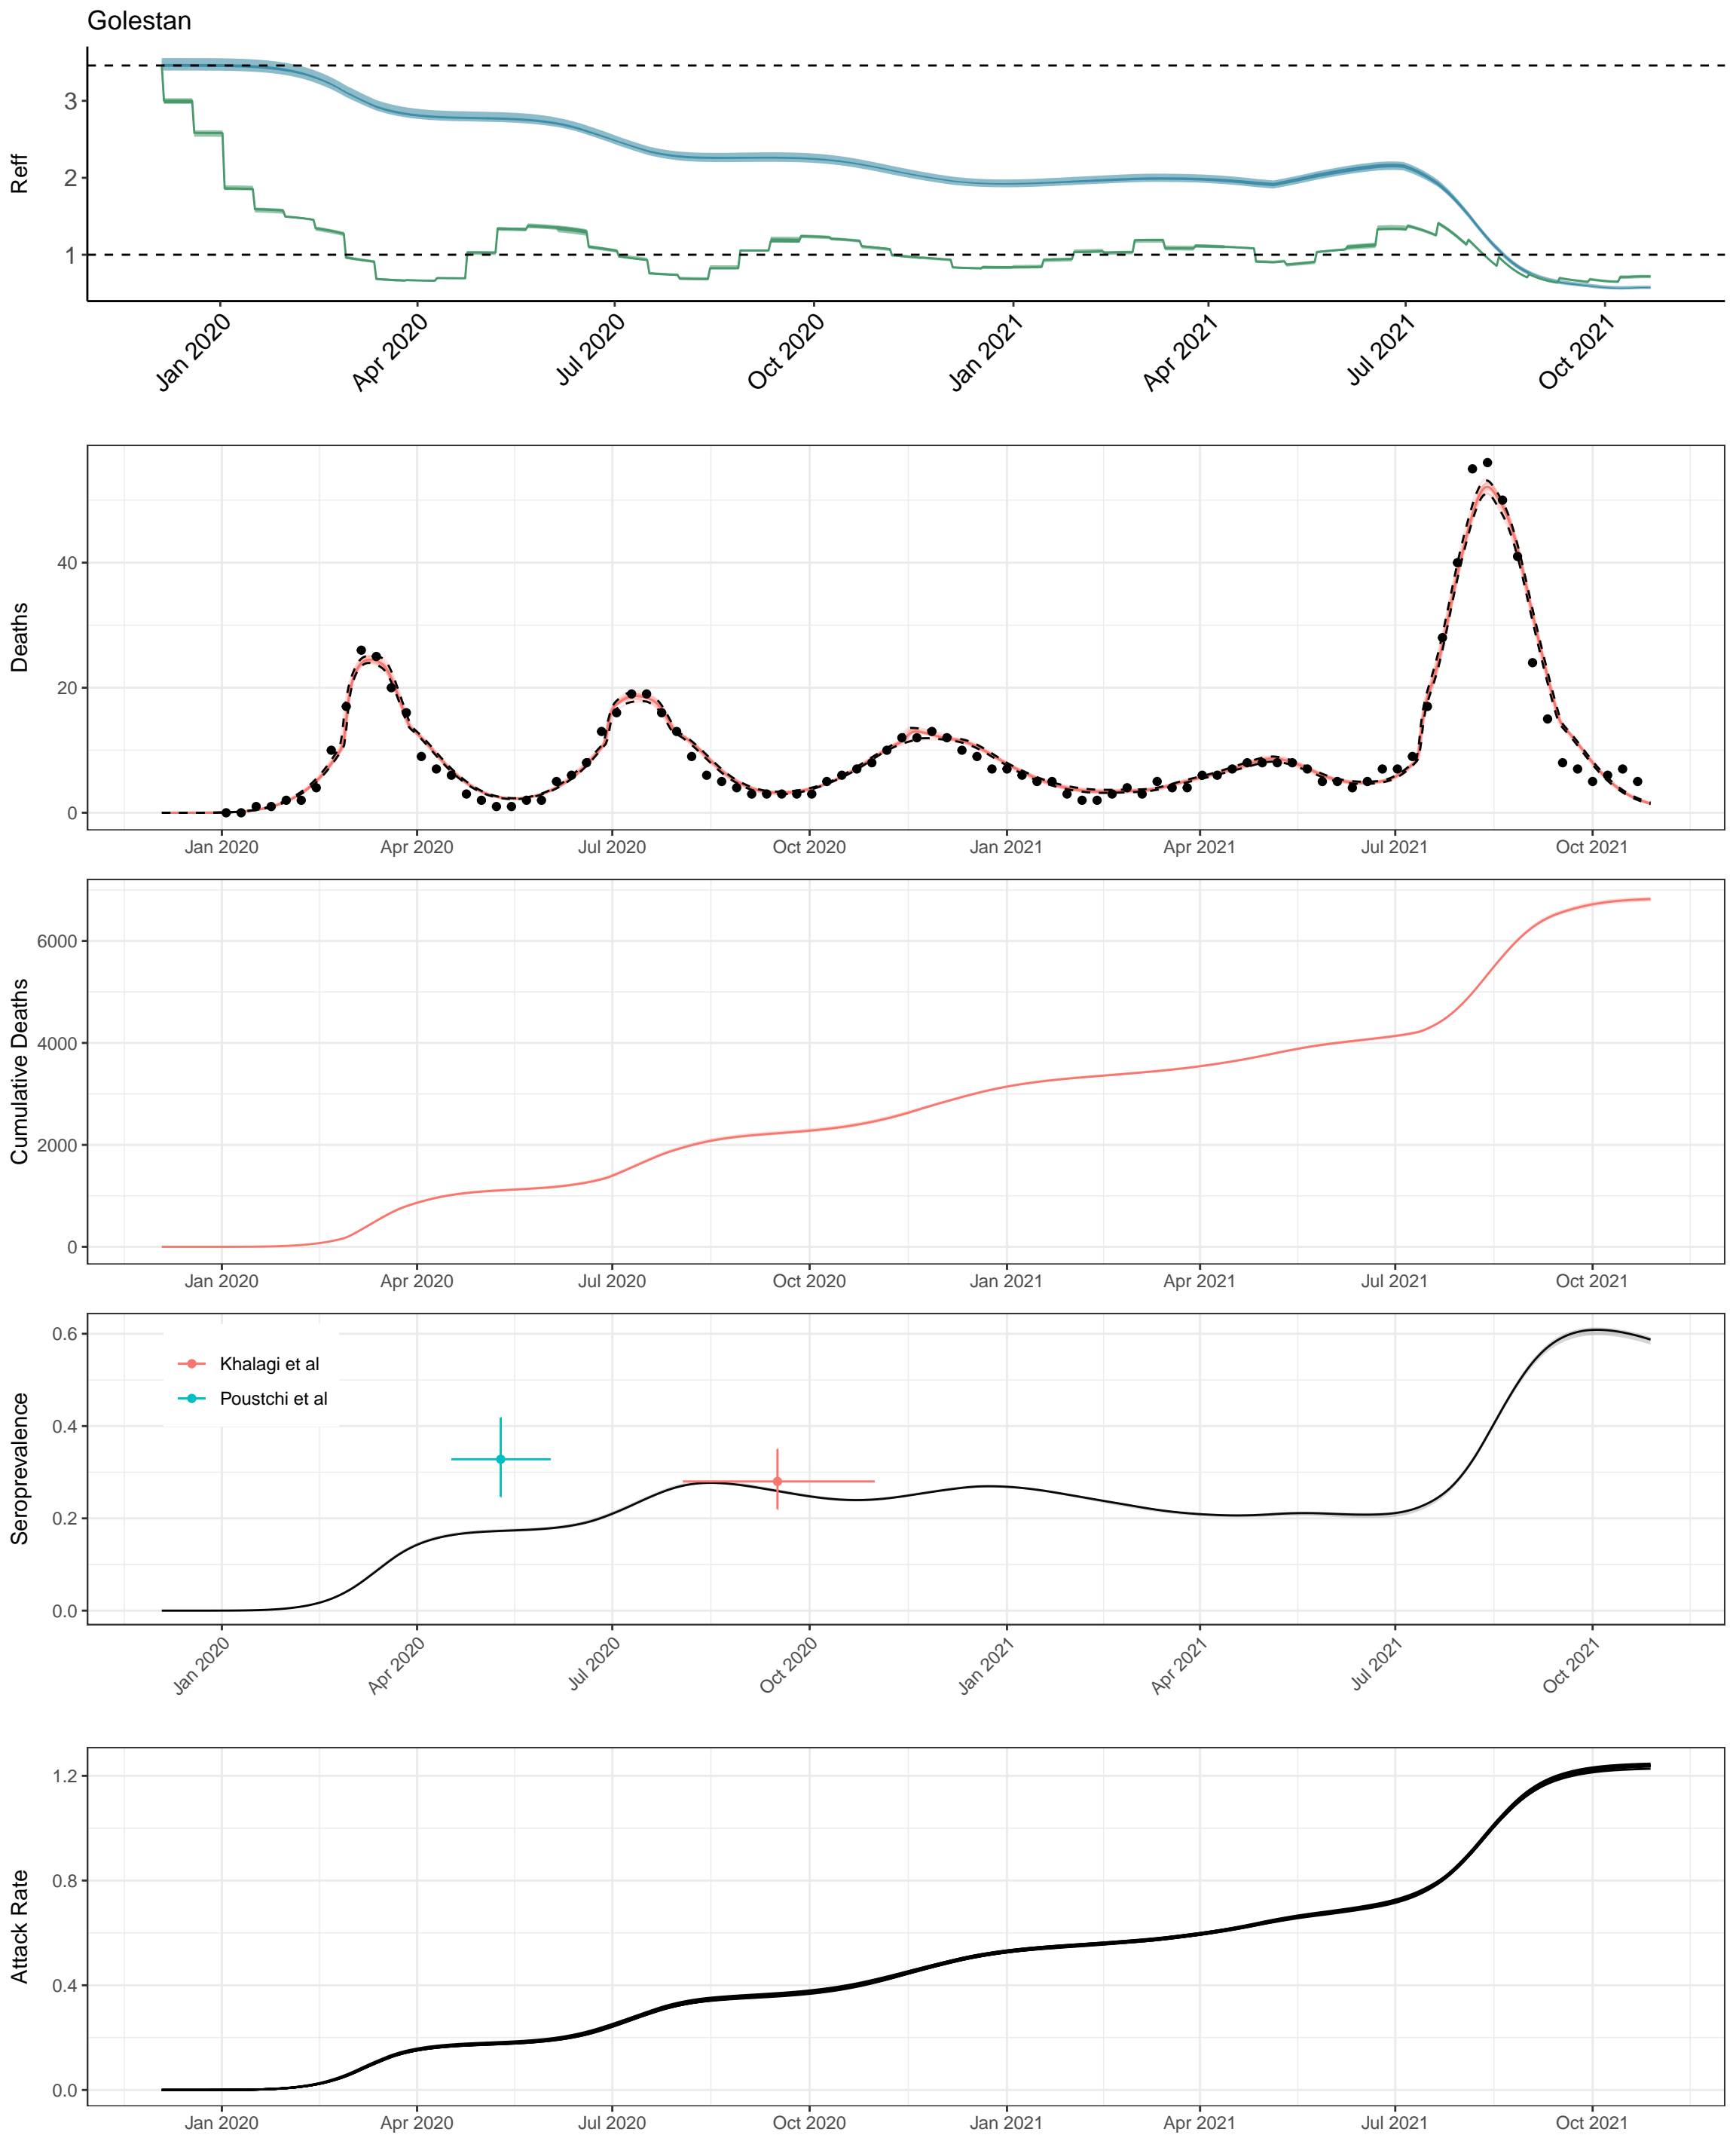 Golestan
Reff
3
2
1
Jan 2020
Apr 2020
Jul 2020
Oct 2020
Jan 2021
Apr 2021
Jul 2021
Oct 2021
Deaths
40
20
0
Jan 2020
Apr 2020
Jul 2020
Oct 2020
Jan 2021
Apr 2021
Jul 2021
Oct 2021
Cumulative Deaths
6000
4000
2000
0
Jan 2020
Apr 2020
Jul 2020
Oct 2020
Jan 2021
Apr 2021
Jul 2021
Oct 2021
Seroprevalence
0.6
0.4
0.2
0.0
Khalagi et al
Poustchi et al
Jan 2020
Apr 2020
Jul 2020
Oct 2020
Jan 2021
Apr 2021
Jul 2021
Oct 2021
Attack Rate
1.2
0.8
0.4
0.0
Jan 2020
Apr 2020
Jul 2020
Oct 2020
Jan 2021
Apr 2021
Jul 2021
Oct 2021